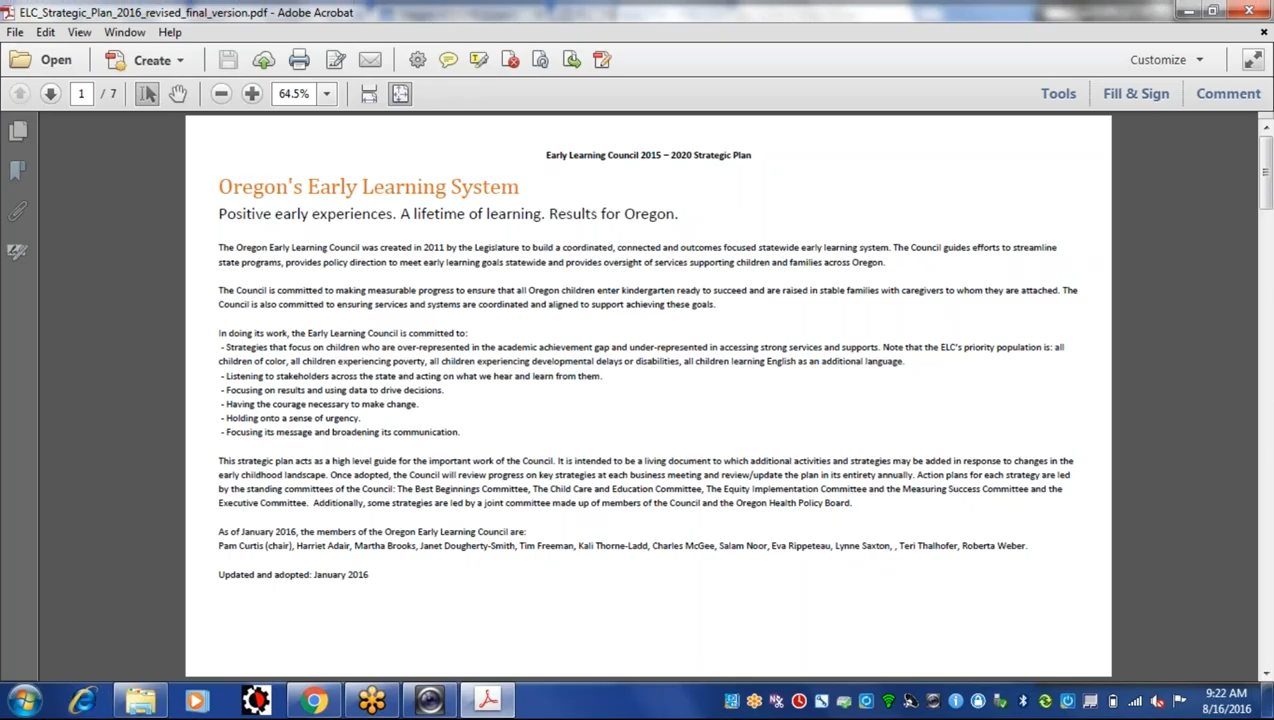 ELC_Strategic_Plan_2016_revised_final_version.pdf - Adobe Acrobat
File Edit View Window Help
Open Create Customize
1 / 7 64.5% Tools Fill & Sign Comment
Early Learning Council 2015 – 2020 Strategic Plan
Oregon's Early Learning System
Positive early experiences. A lifetime of learning. Results for Oregon.
The Oregon Early Learning Council was created in 2011 by the Legislature to build a coordinated, connected and outcomes focused statewide early learning system. The Council guides efforts to streamline
state programs, provides policy direction to meet early learning goals statewide and provides oversight of services supporting children and families across Oregon.
The Council is committed to making measurable progress to ensure that all Oregon children enter kindergarten ready to succeed and are raised in stable families with caregivers to whom they are attached. The
Council is also committed to ensuring services and systems are coordinated and aligned to support achieving these goals.
In doing its work, the Early Learning Council is committed to:
- Strategies that focus on children who are over-represented in the academic achievement gap and under-represented in accessing strong services and supports. Note that the ELC's priority population is: all
children of color, all children experiencing poverty, all children experiencing developmental delays or disabilities, all children learning English as an additional language.
- Listening to stakeholders across the state and acting on what we hear and learn from them.
- Focusing on results and using data to drive decisions.
- Having the courage necessary to make change.
- Holding onto a sense of urgency.
- Focusing its message and broadening its communication.
This strategic plan acts as a high level guide for the important work of the Council. It is intended to be a living document to which additional activities and strategies may be added in response to changes in the
early childhood landscape. Once adopted, the Council will review progress on key strategies at each business meeting and review/update the plan in its entirety annually. Action plans for each strategy are led
by the standing committees of the Council: The Best Beginnings Committee, The Child Care and Education Committee, The Equity Implementation Committee and the Measuring Success Committee and the
Executive Committee. Additionally, some strategies are led by a joint committee made up of members of the Council and the Oregon Health Policy Board.
As of January 2016, the members of the Oregon Early Learning Council are:
Pam Curtis (chair), Harriet Adair, Martha Brooks, Janet Dougherty-Smith, Tim Freeman, Kali Thorne-Ladd, Charles McGee, Salam Noor, Eva Rippeteau, Lynne Saxton, , Teri Thalhofer, Roberta Weber.
Updated and adopted: January 2016
9:22 AM
8/16/2016